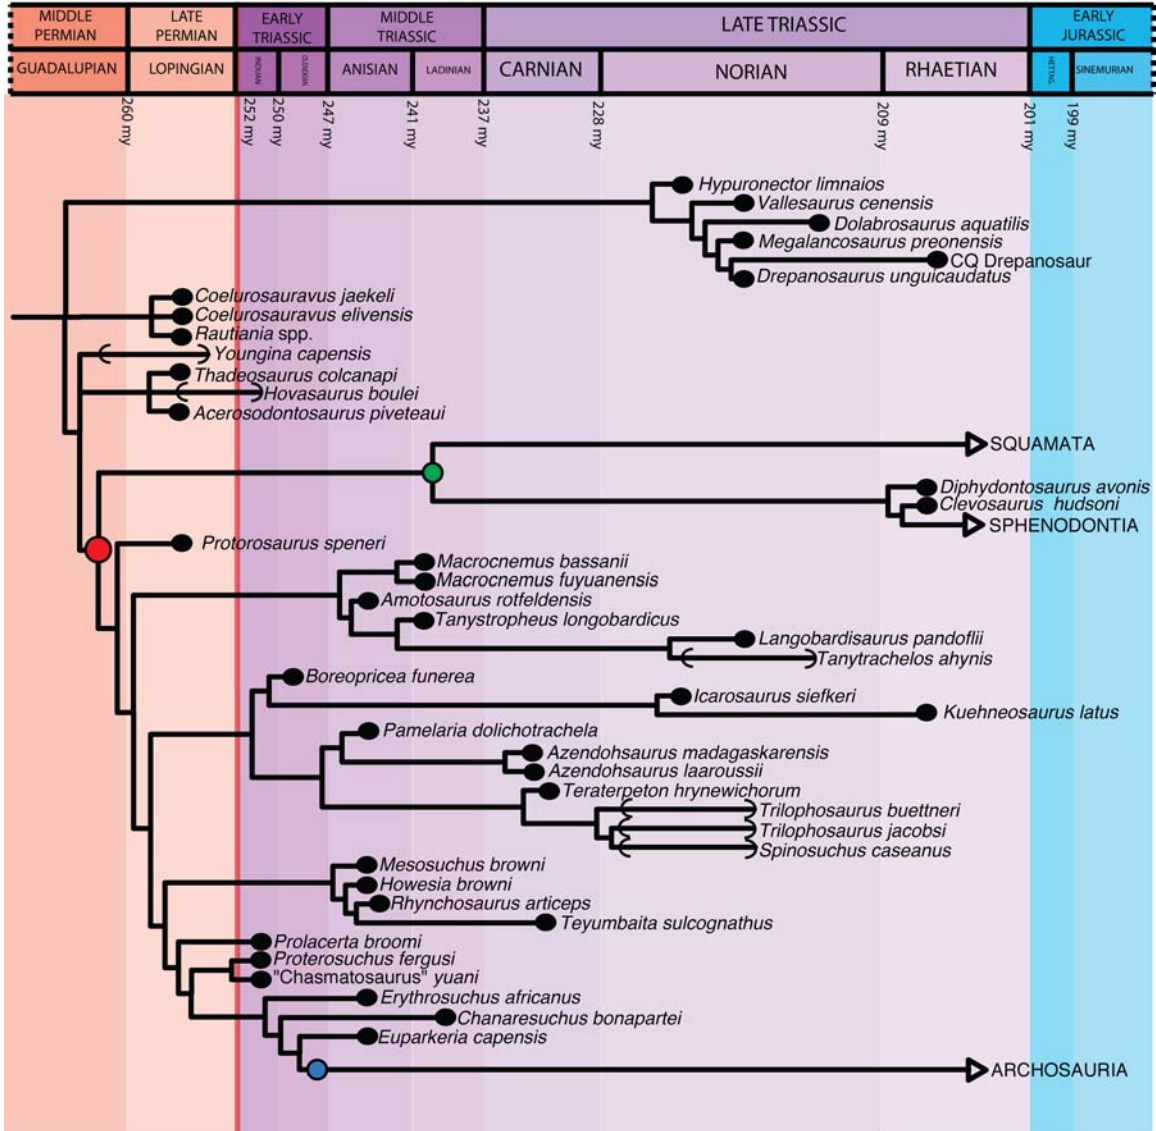 MIDDLE PERMIAN
LATE PERMIAN
EARLY TRIASSIC
MIDDLE TRIASSIC
LATE TRIASSIC
EARLY JURASSIC
GUADALUPIAN
LOPINGIAN
INDUAN
OLENEKIAN
ANISIAN
LADINIAN
CARNIAN
NORIAN
RHAETIAN
HETTAG.
SINEMURIAN
260 my
252 my
250 my
247 my
241 my
237 my
228 my
209 my
201 my
199 my
Hypuronector limnaios
Vallesaurus cenensis
Dolabrosaurus aquatilis
Megalancosaurus preonensis
CQ Drepanosaur
Drepanosaurus unguicaudatus
Coelurosauravus jaekeli
Coelurosauravus elivensis
Rautiania spp.
Youngina capensis
Thadeosaurus colcanapi
Hovasaurus boulei
Acerosodontosaurus piveteaui
SQUAMATA
Diphydontosaurus avonis
Clevosaurus hudsoni
SPHENODONTIA
Protorosaurus speneri
Macrocnemus bassanii
Macrocnemus fuyuanensis
Amotosaurus rotfeldensis
Tanystropheus longobardicus
Langobardisaurus pandoflii
Tanytrachelos ahynis
Boreopricea funerea
Icarosaurus siefkeri
Kuehneosaurus latus
Pamelaria dolichotrachela
Azendohsaurus madagaskarensis
Azendohsaurus laaroussii
Teraterpeton hrynewichorum
Trilophosaurus buettneri
Trilophosaurus jacobsi
Spinosuchus caseanus
Mesosuchus browni
Howesia browni
Rhynchosaurus articeps
Teyumbaita sulcognathus
Prolacerta broomi
Proterosuchus fergusi
"Chasmatosaurus" yuani
Erythrosuchus africanus
Chanaresuchus bonapartei
Euparkeria capensis
ARCHOSAURIA